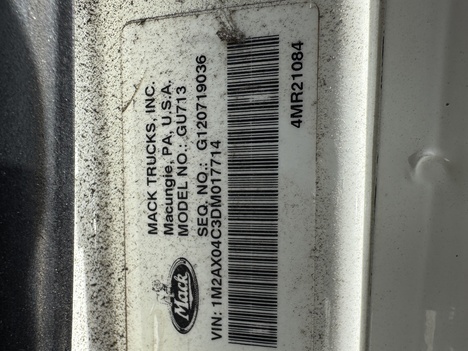 MACK TRUCKS, INC.
Macungie, PA, U.S.A.
MODEL NO.: GU713
SEQ. NO.: G120719036
Mack
VIN: 1M2AX04C3DM017714
4MR21084